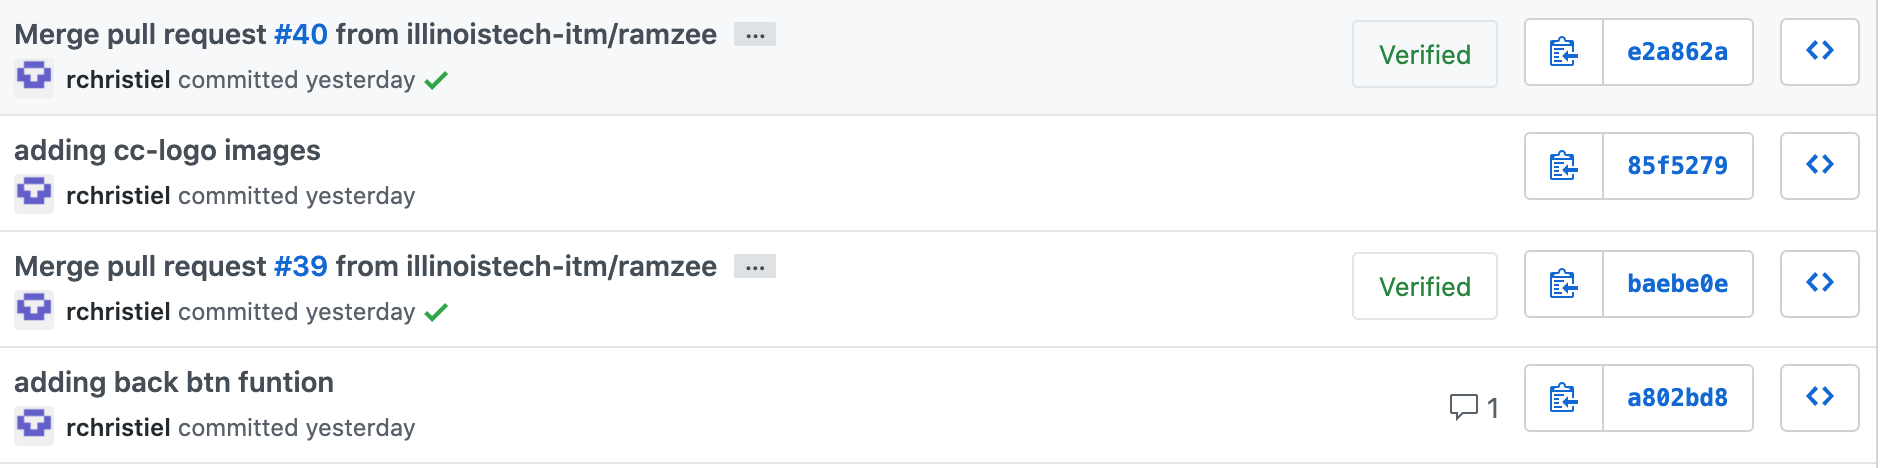 Merge pull request #40 from illinoistech-itm/ramzee ...
Verified
e2a862a
rchristiel committed yesterday
adding cc-logo images
85f5279
rchristiel committed yesterday
Merge pull request #39 from illinoistech-itm/ramzee ...
Verified
baebe0e
rchristiel committed yesterday
adding back btn funtion
1
a802bd8
rchristiel committed yesterday